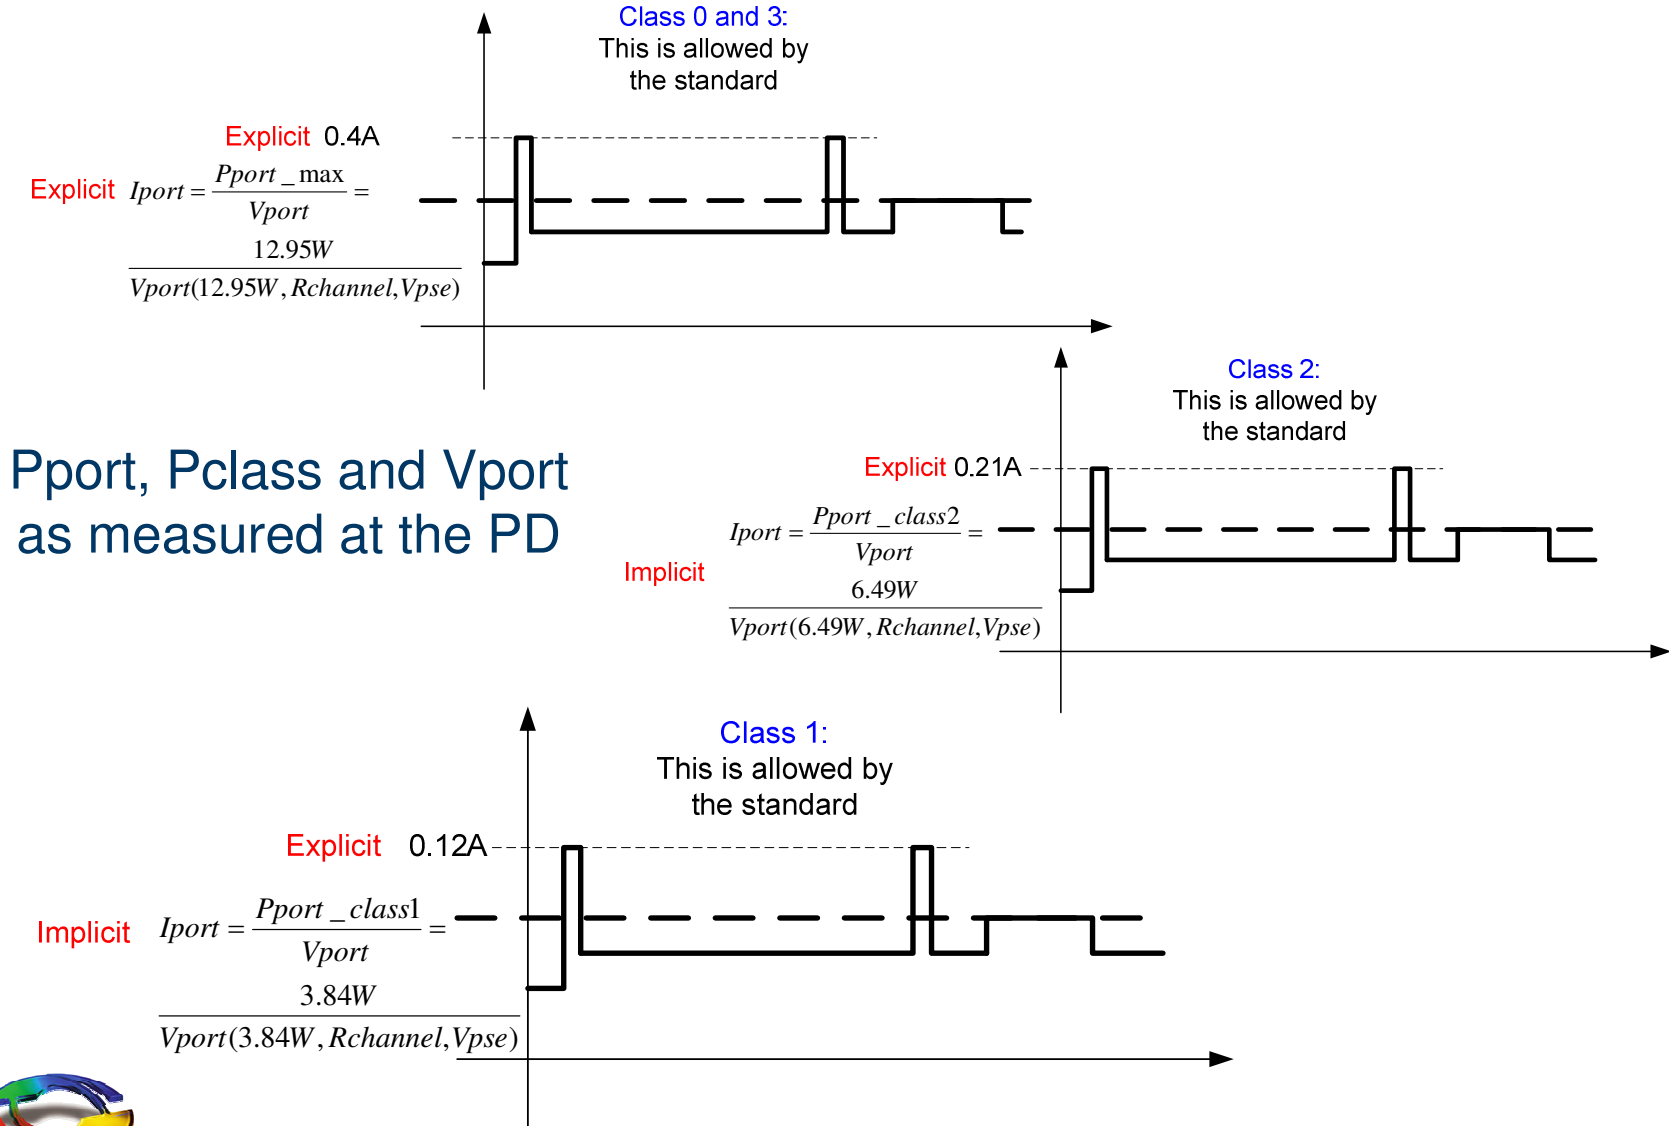 Class 0 and 3:
This is allowed by
the standard
Explicit 0.4A
Explicit Iport = Pport_max / Vport =
12.95W / Vport(12.95W, Rchannel,Vpse)
Class 2:
This is allowed by
the standard
Explicit 0.21A
Pport, Pclass and Vport
as measured at the PD
Iport = Pport_class2 / Vport =
Implicit
6.49W / Vport(6.49W, Rchannel,Vpse)
Class 1:
This is allowed by
the standard
Explicit 0.12A
Implicit Iport = Pport_class1 / Vport =
3.84W / Vport(3.84W, Rchannel,Vpse)